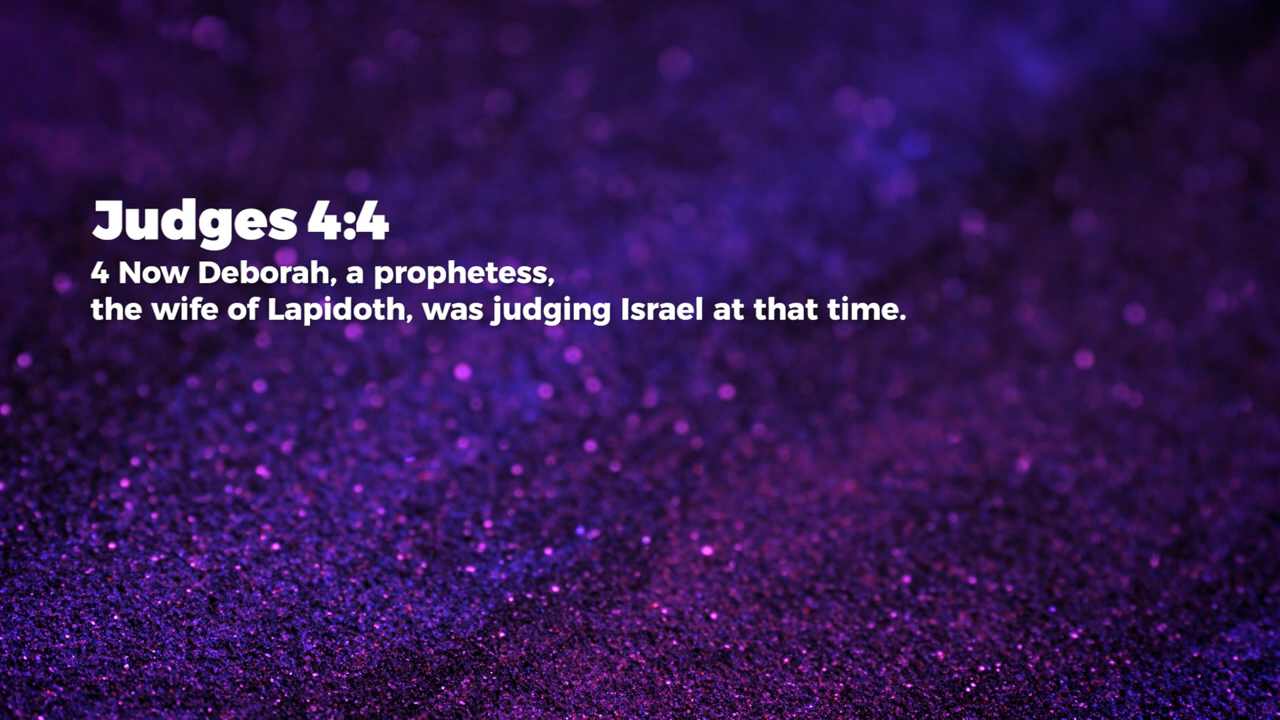 Judges 4:4
4 Now Deborah, a prophetess,
the wife of Lapidoth, was judging Israel at that time.